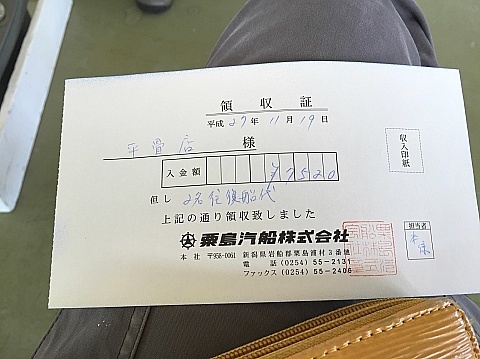 領収証
平成27年11月19日
平畳店 様
収入印紙
入金額 ¥7520
但し 2名往復船代
上記の通り領収致しました
粟島汽船株式会社
担当者
本社 〒958-0061 新潟県岩船郡粟島浦村3番地
電話 (0254) 55-2131
ファックス (0254) 55-2406